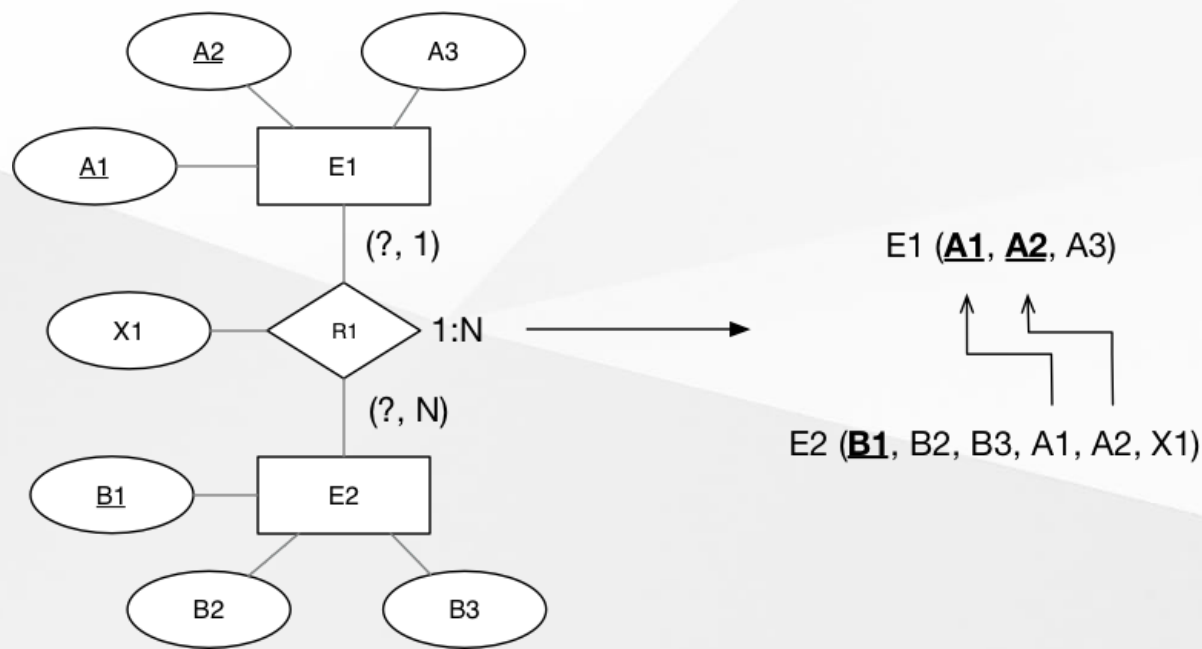 A2
A3
A1
E1
(?, 1)
E1 (A1, A2, A3)
X1
R1
1:N
(?, N)
E2 (B1, B2, B3, A1, A2, X1)
B1
E2
B2
B3